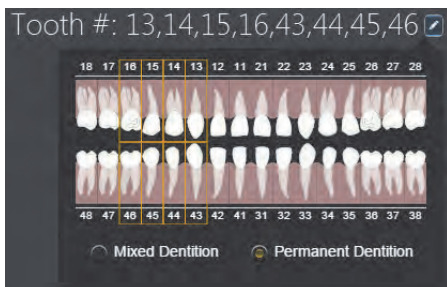 Tooth #: 13,14,15,16,43,44,45,46
18 17 16 15 14 13 12 11 21 22 23 24 25 26 27 28
48 47 46 45 44 43 42 41 31 32 33 34 35 36 37 38
Mixed Dentition Permanent Dentition